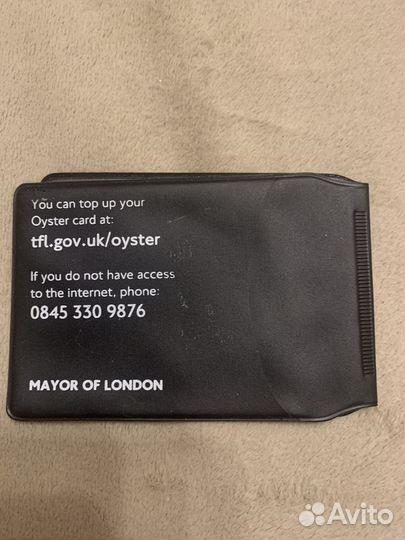 You can top up your
Oyster card at:
tfl.gov.uk/oyster
If you do not have access
to the internet, phone:
0845 330 9876
MAYOR OF LONDON
Avito